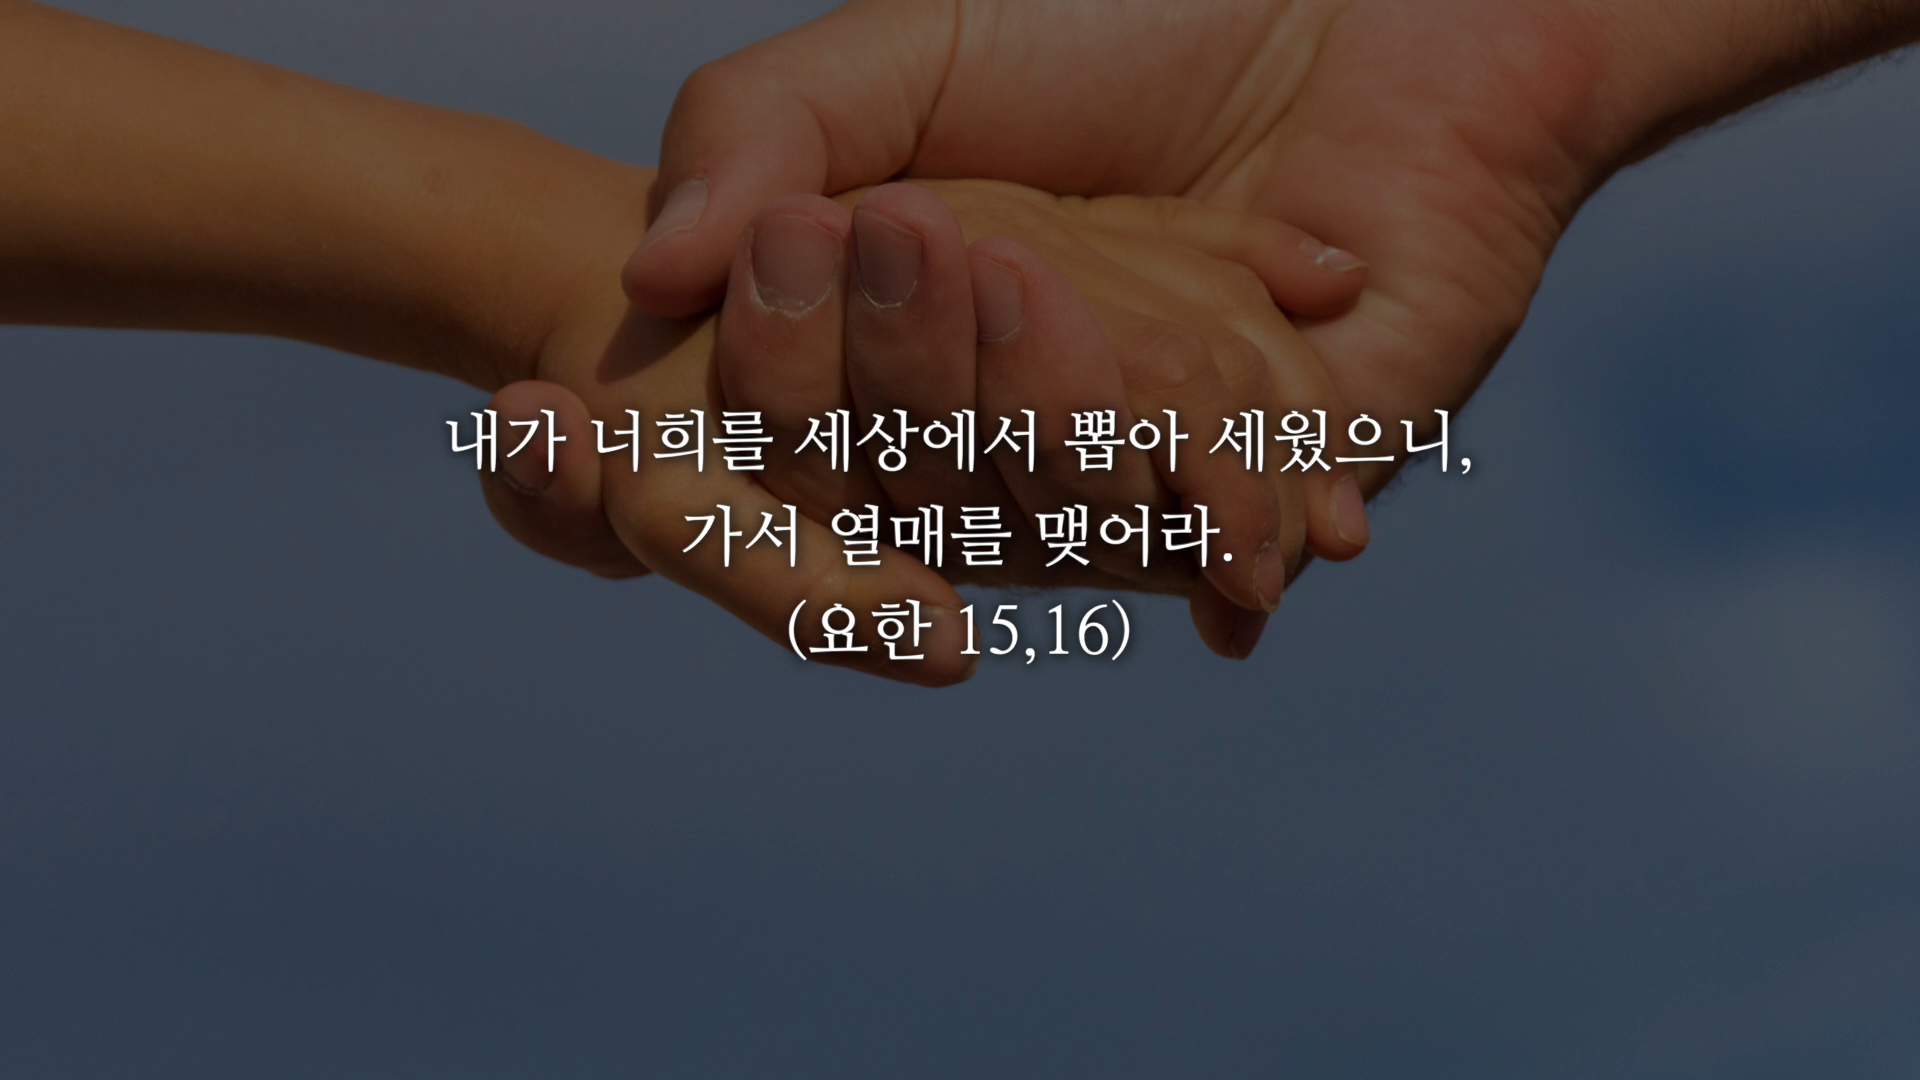 내가 너희를 세상에서 뽑아 세웠으니,
가서 열매를 맺어라.
(요한 15,16)